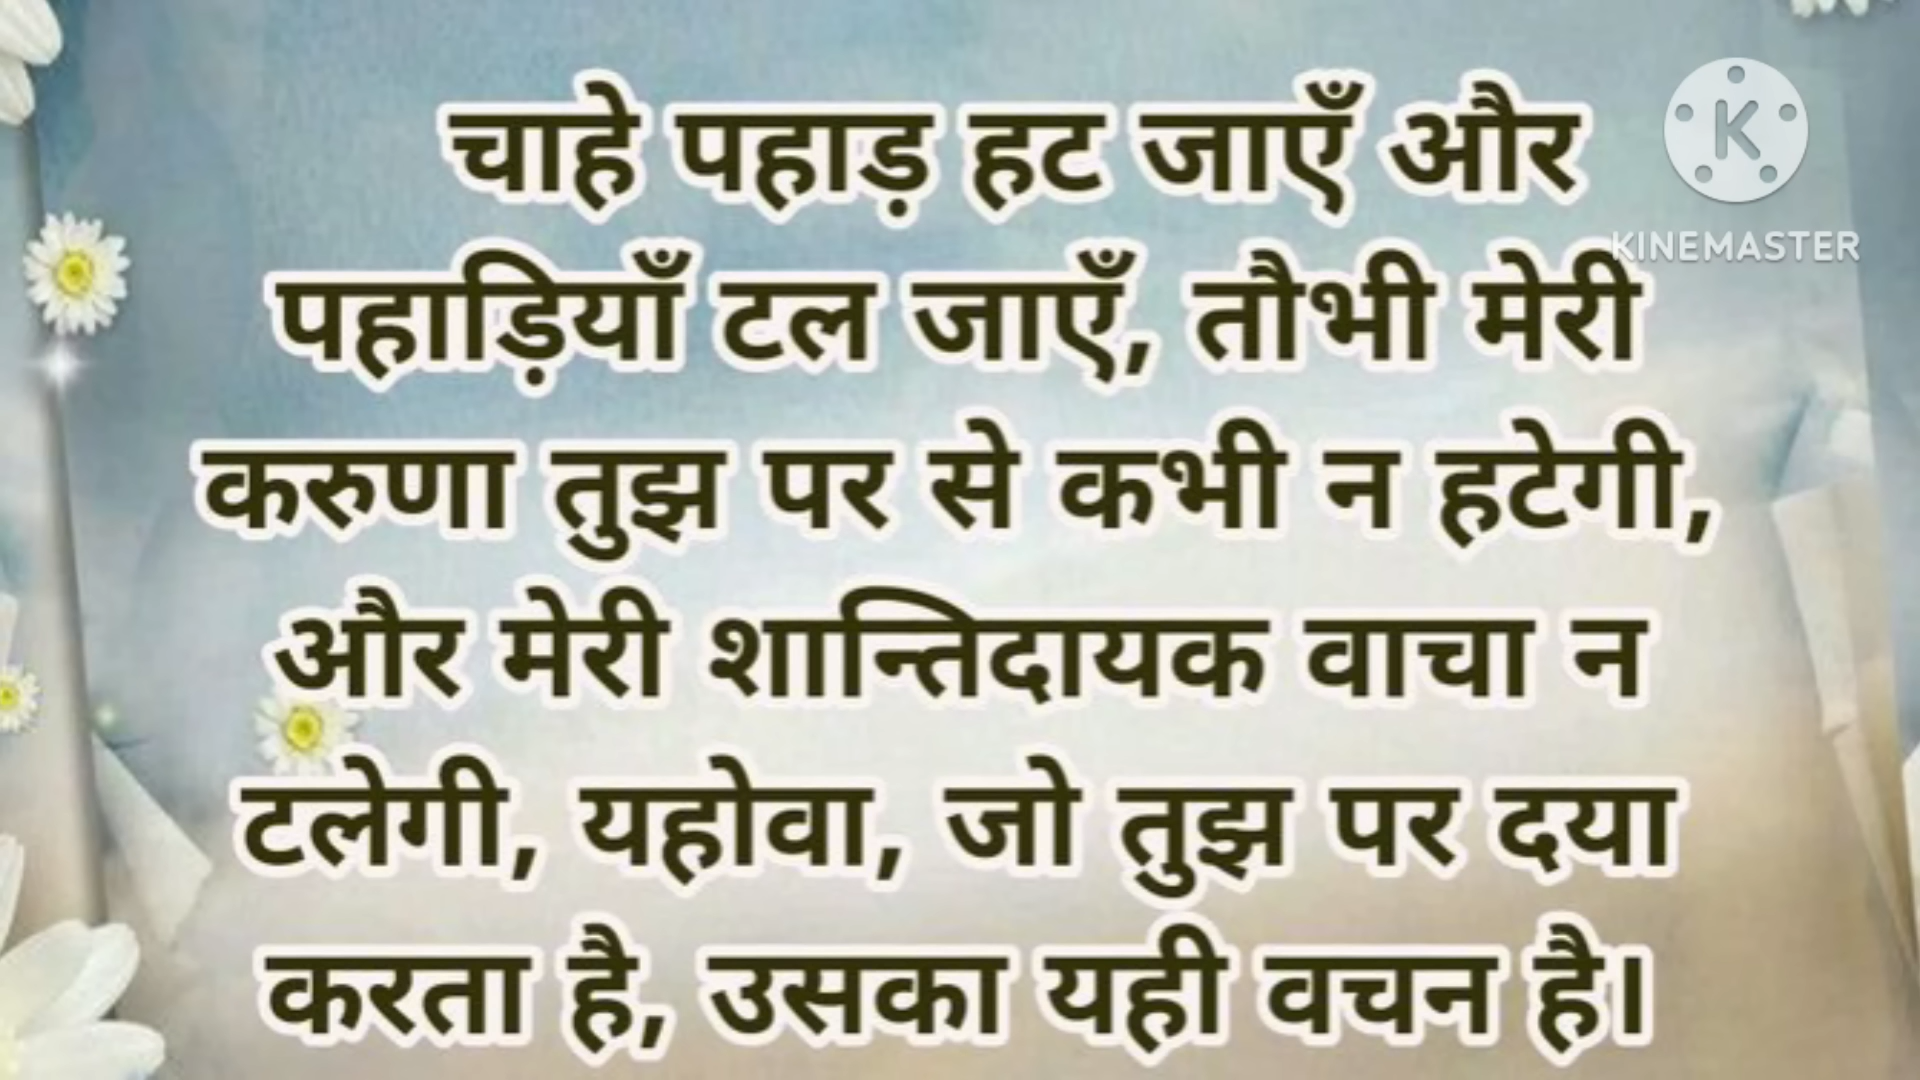 चाहे पहाड़ हट जाएँ और
पहाड़ियाँ टल जाएँ, तौभी मेरी
करुणा तुझ पर से कभी न हटेगी,
और मेरी शान्तिदायक वाचा न
टलेगी, यहोवा, जो तुझ पर दया
करता है, उसका यही वचन है।
K
KINEMASTER